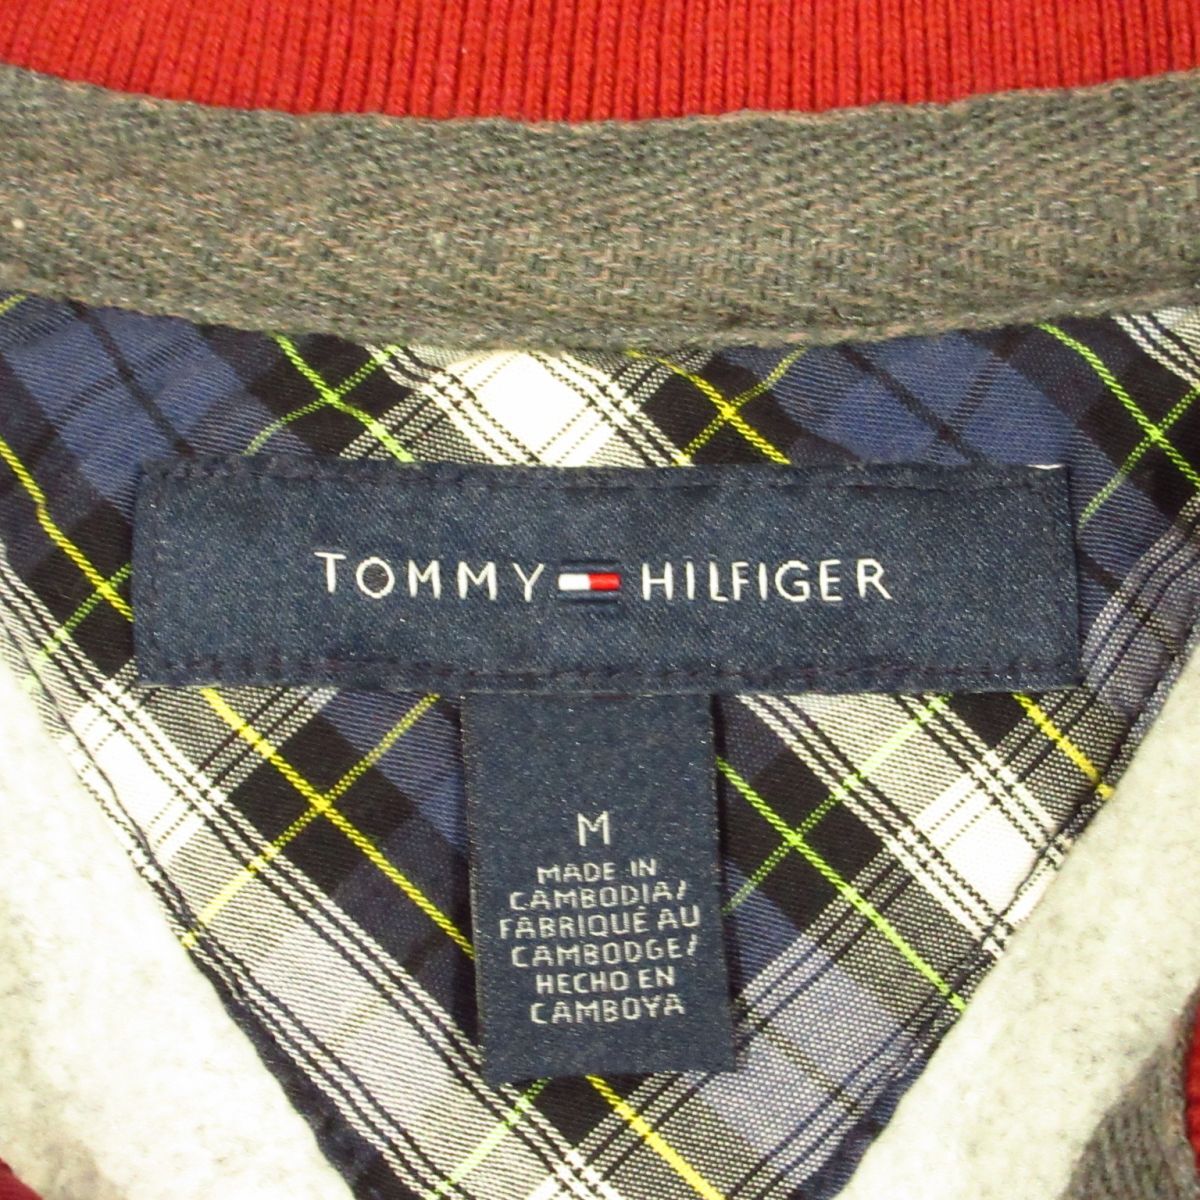 TOMMY HILFIGER
M
MADE IN
CAMBODIA/
FABRIQUÉ AU
CAMBODGE/
HECHO EN
CAMBOYA